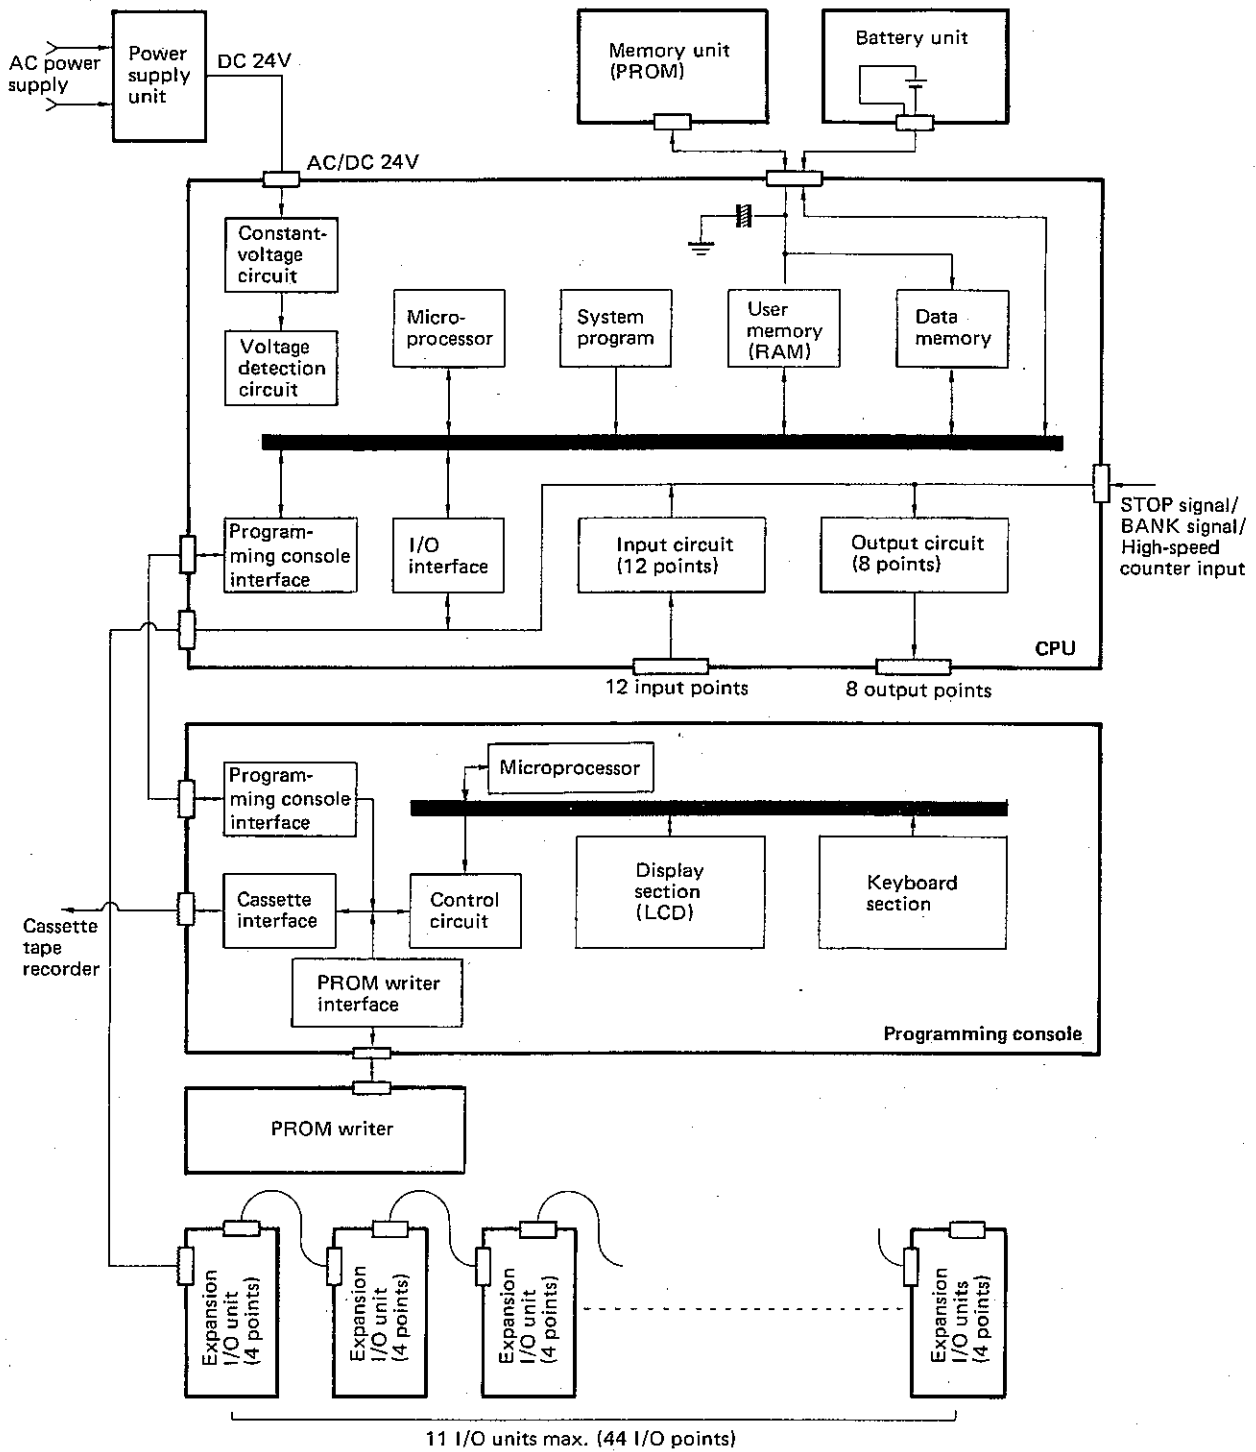 AC power
supply
Power
supply
unit
DC 24V
Memory unit
(PROM)
Battery unit
AC/DC 24V
Constant-
voltage
circuit
Voltage
detection
circuit
Micro-
processor
System
program
User
memory
(RAM)
Data
memory
Program-
ming console
interface
I/O
interface
Input circuit
(12 points)
Output circuit
(8 points)
STOP signal/
BANK signal/
High-speed
counter input
CPU
12 input points
8 output points
Program-
ming console
interface
Microprocessor
Cassette
interface
Control
circuit
Display
section
(LCD)
Keyboard
section
Cassette
tape
recorder
PROM writer
interface
Programming console
PROM writer
Expansion
I/O unit
(4 points)
Expansion
I/O unit
(4 points)
Expansion
I/O unit
(4 points)
Expansion
I/O units
(4 points)
11 I/O units max. (44 I/O points)